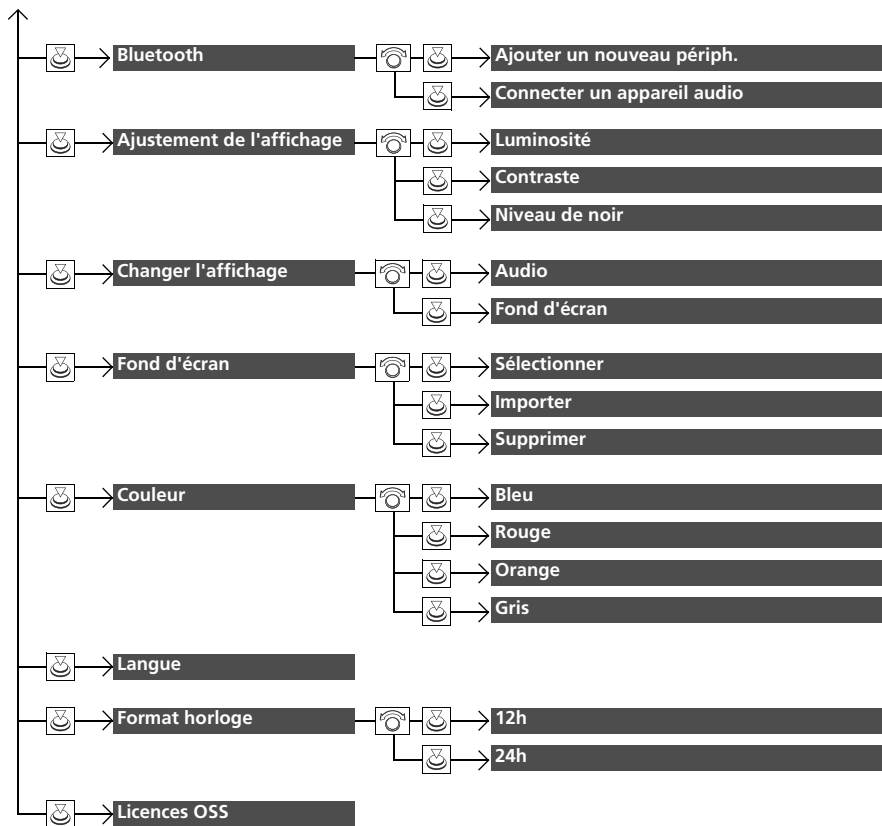 Bluetooth
Ajouter un nouveau périph.
Connecter un appareil audio
Ajustement de l'affichage
Luminosité
Contraste
Niveau de noir
Changer l'affichage
Audio
Fond d'écran
Fond d'écran
Sélectionner
Importer
Supprimer
Couleur
Bleu
Rouge
Orange
Gris
Langue
Format horloge
12h
24h
Licences OSS